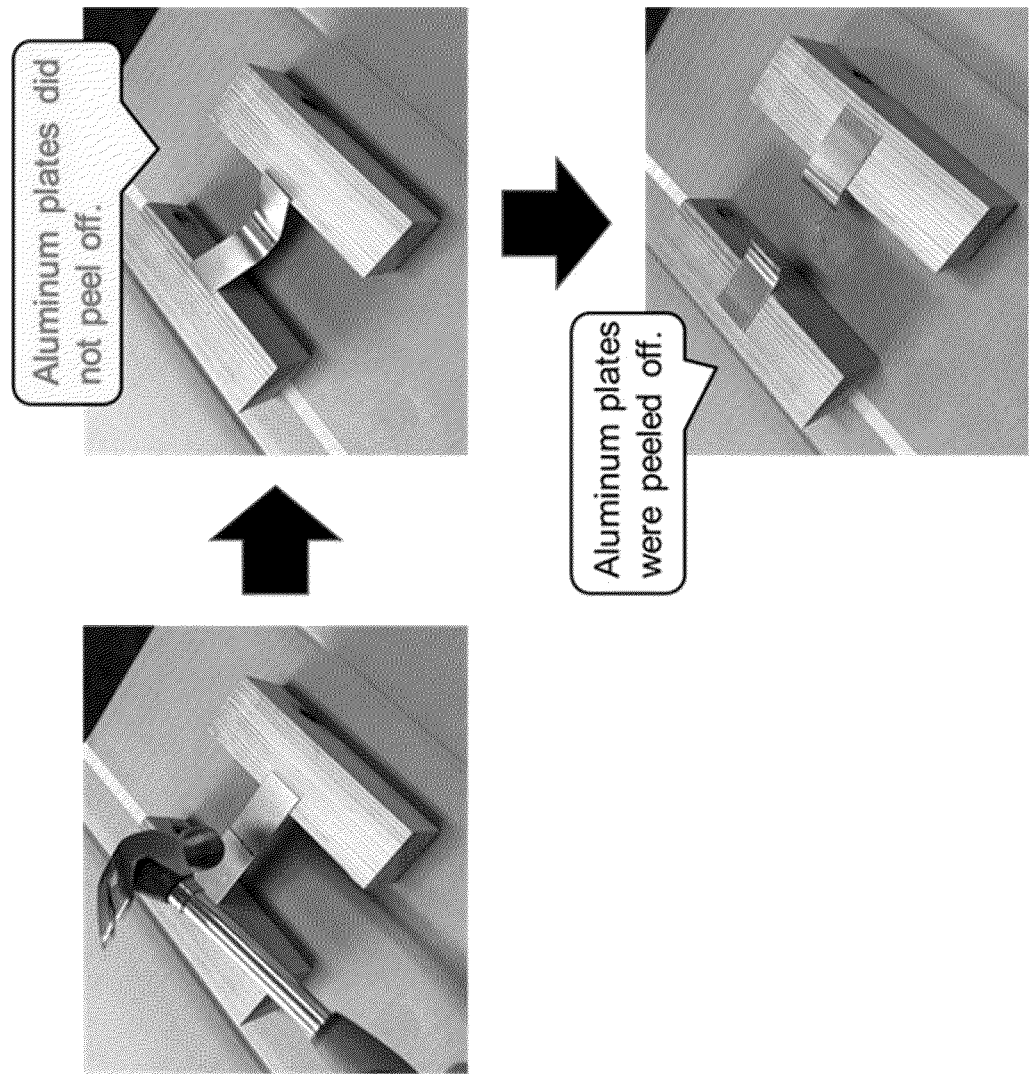 Aluminum plates did
not peel off.
Aluminum plates
were peeled off.